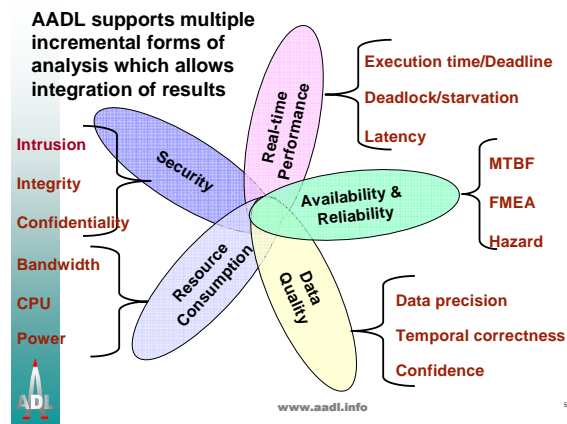 AADL supports multiple
incremental forms of
analysis which allows
integration of results
Real-time
Performance
Execution time/Deadline
Deadlock/starvation
Latency
Security
Intrusion
Integrity
Confidentiality
Availability &
Reliability
MTBF
FMEA
Hazard
Resource
Consumption
Bandwidth
CPU
Power
Data
Quality
Data precision
Temporal correctness
Confidence
ADL
www.aadl.info
5